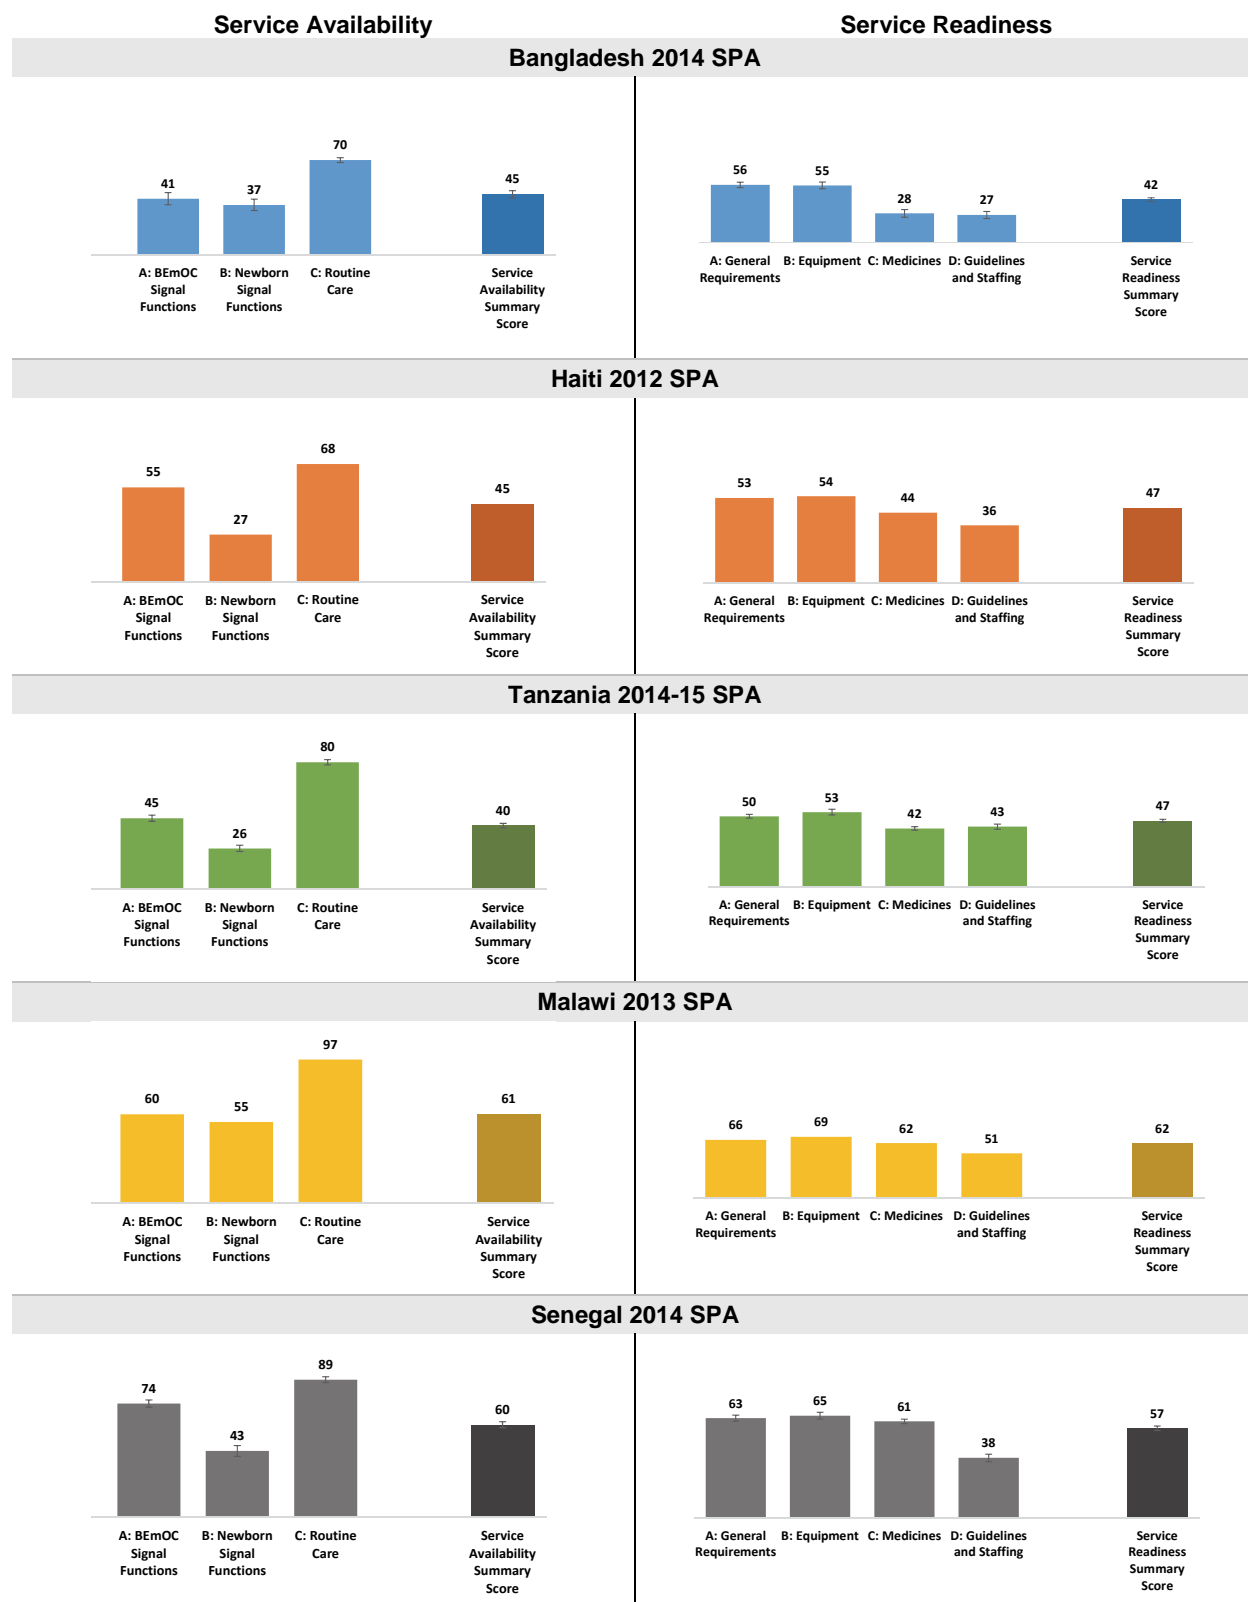 Service Availability
Service Readiness
Bangladesh 2014 SPA
41
37
70
45
A: BEmOC
Signal
Functions
B: Newborn
Signal
Functions
C: Routine
Care
Service
Availability
Summary
Score
56
55
28
27
42
A: General
Requirements
B: Equipment
C: Medicines
D: Guidelines
and Staffing
Service
Readiness
Summary
Score
Haiti 2012 SPA
55
27
68
45
A: BEmOC
Signal
Functions
B: Newborn
Signal
Functions
C: Routine
Care
Service
Availability
Summary
Score
53
54
44
36
47
A: General
Requirements
B: Equipment
C: Medicines
D: Guidelines
and Staffing
Service
Readiness
Summary
Score
Tanzania 2014-15 SPA
45
26
80
40
A: BEmOC
Signal
Functions
B: Newborn
Signal
Functions
C: Routine
Care
Service
Availability
Summary
Score
50
53
42
43
47
A: General
Requirements
B: Equipment
C: Medicines
D: Guidelines
and Staffing
Service
Readiness
Summary
Score
Malawi 2013 SPA
60
55
97
61
A: BEmOC
Signal
Functions
B: Newborn
Signal
Functions
C: Routine
Care
Service
Availability
Summary
Score
66
69
62
51
62
A: General
Requirements
B: Equipment
C: Medicines
D: Guidelines
and Staffing
Service
Readiness
Summary
Score
Senegal 2014 SPA
74
43
89
60
A: BEmOC
Signal
Functions
B: Newborn
Signal
Functions
C: Routine
Care
Service
Availability
Summary
Score
63
65
61
38
57
A: General
Requirements
B: Equipment
C: Medicines
D: Guidelines
and Staffing
Service
Readiness
Summary
Score